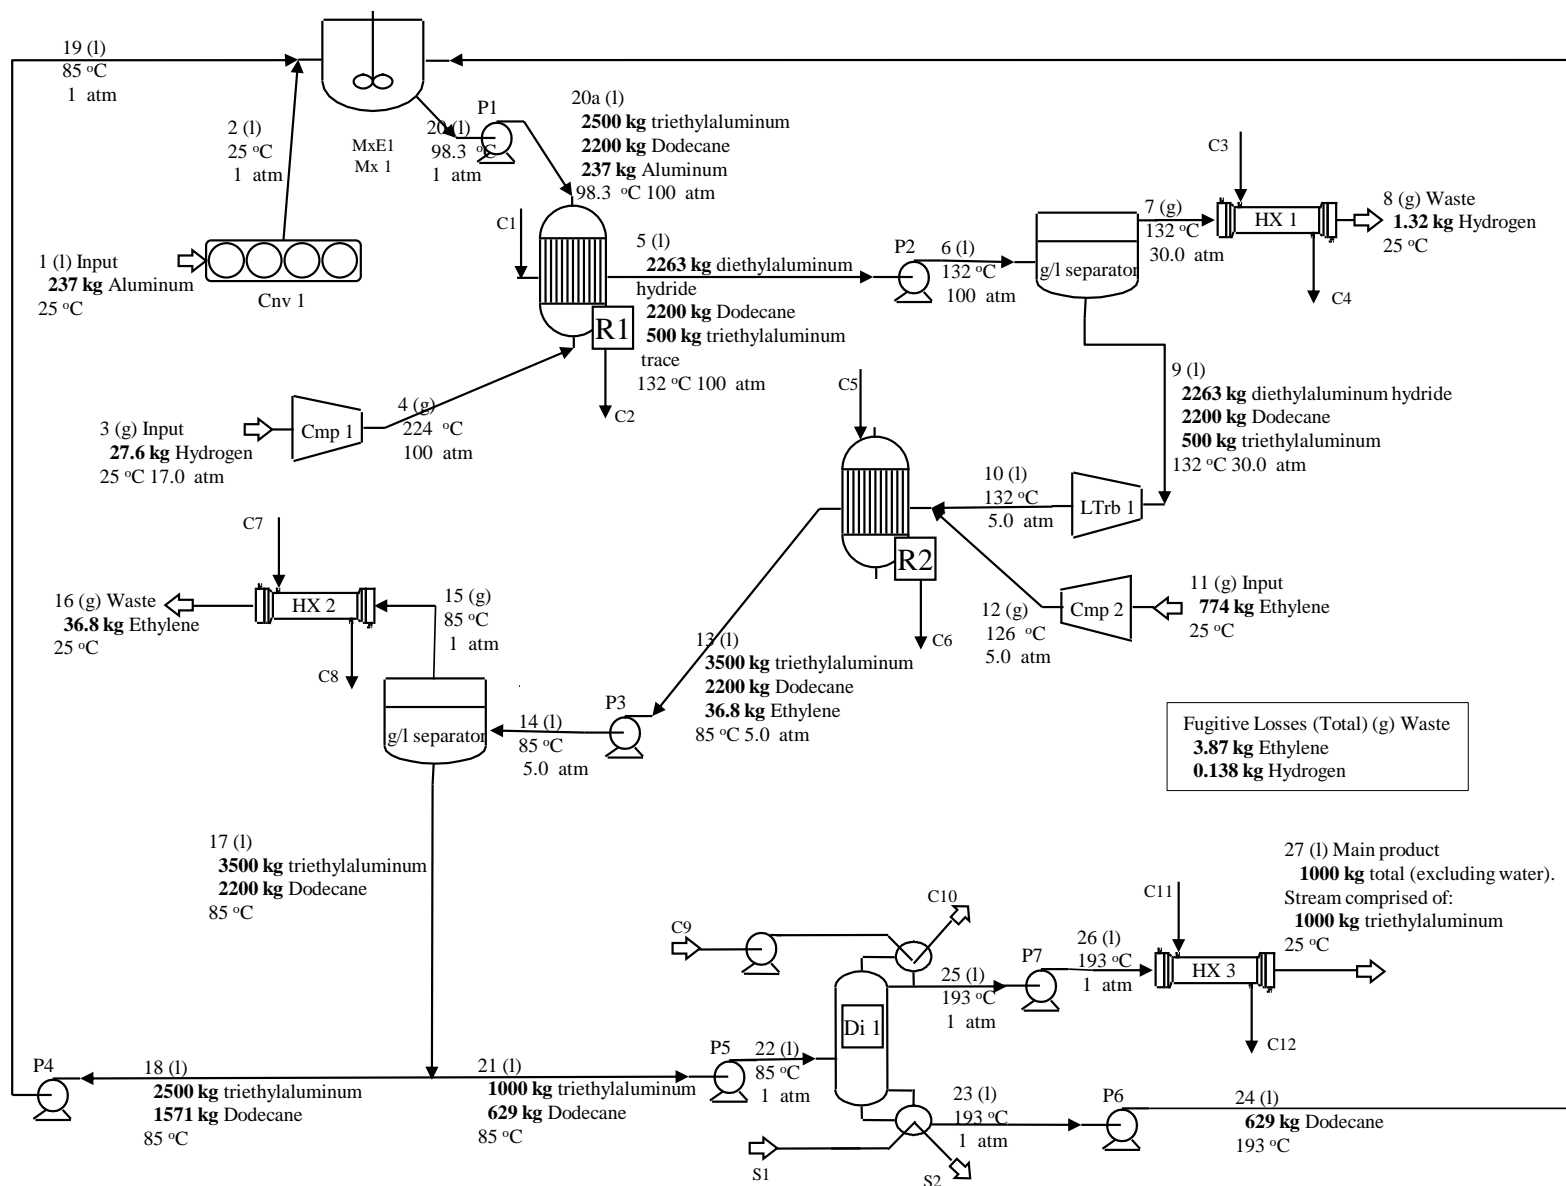 19 (l)
85 °C
1 atm
2 (l)
25 °C
1 atm
MxE1
Mx 1
20 (l)
98.3 °C
1 atm
P1
20a (l)
2500 kg triethylaluminum
2200 kg Dodecane
237 kg Aluminum
98.3 °C 100 atm
C1
1 (l) Input
237 kg Aluminum
25 °C
Cnv 1
5 (l)
2263 kg diethylaluminum
hydride
2200 kg Dodecane
500 kg triethylaluminum
trace
132 °C 100 atm
R1
C2
3 (g) Input
27.6 kg Hydrogen
25 °C 17.0 atm
Cmp 1
4 (g)
224 °C
100 atm
P2
6 (l)
132 °C
100 atm
g/l separator
7 (g)
132 °C
30.0 atm
C3
HX 1
C4
8 (g) Waste
1.32 kg Hydrogen
25 °C
9 (l)
2263 kg diethylaluminum hydride
2200 kg Dodecane
500 kg triethylaluminum
132 °C 30.0 atm
C5
10 (l)
132 °C
5.0 atm
LTrb 1
R2
C6
12 (g)
126 °C
5.0 atm
Cmp 2
11 (g) Input
774 kg Ethylene
25 °C
C7
HX 2
C8
16 (g) Waste
36.8 kg Ethylene
25 °C
15 (g)
85 °C
1 atm
g/l separator
14 (l)
85 °C
5.0 atm
P3
13 (l)
3500 kg triethylaluminum
2200 kg Dodecane
36.8 kg Ethylene
85 °C 5.0 atm
Fugitive Losses (Total) (g) Waste
3.87 kg Ethylene
0.138 kg Hydrogen
17 (l)
3500 kg triethylaluminum
2200 kg Dodecane
85 °C
27 (l) Main product
1000 kg total (excluding water).
Stream comprised of:
1000 kg triethylaluminum
25 °C
C9
C10
Di 1
25 (l)
193 °C
1 atm
P7
26 (l)
193 °C
1 atm
C11
HX 3
C12
P4
18 (l)
2500 kg triethylaluminum
1571 kg Dodecane
85 °C
21 (l)
1000 kg triethylaluminum
629 kg Dodecane
85 °C
P5
22 (l)
85 °C
1 atm
23 (l)
193 °C
1 atm
S1
S2
P6
24 (l)
629 kg Dodecane
193 °C